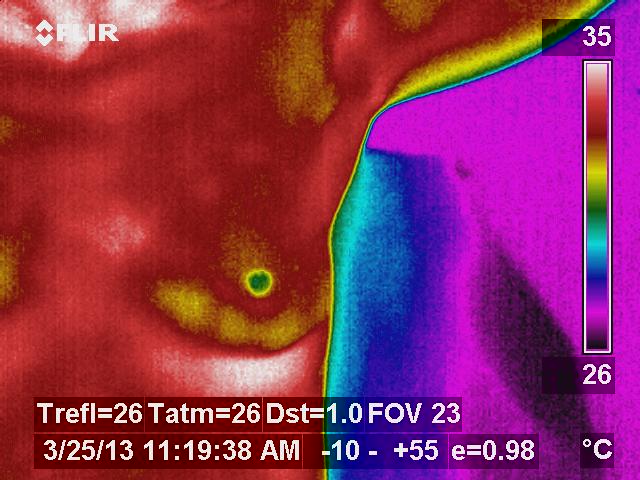 FLIR
35
26
Trefl=26 Tatm=26 Dst=1.0 FOV 23
3/25/13 11:19:38 AM -10 - +55 e=0.98 °C